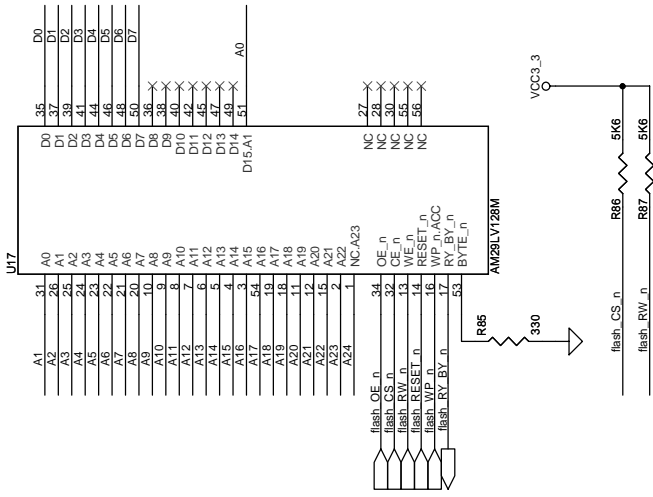 U17
A1 31 A0 D0 35 D0
A2 26 A1 D1 37 D1
A3 25 A2 D2 39 D2
A4 24 A3 D3 41 D3
A5 23 A4 D4 44 D4
A6 22 A5 D5 46 D5
A7 21 A6 D6 48 D6
A8 20 A7 D7 50 D7
A9 10 A8 D8 36
A10 9 A9 D9 38
A11 8 A10 D10 40
A12 7 A11 D11 42
A13 6 A12 D12 45
A14 5 A13 D13 47
A15 4 A14 D14 49
A16 3 A15 D15.A1 51 A0
A17 54 A16
A18 19 A17
A19 18 A18
A20 11 A19
A21 12 A20
A22 15 A21
A23 2 A22
A24 1 NC.A23
NC 27
flash_OE_n 34 OE_n NC 28
flash_CS_n 32 CE_n NC 30
flash_RW_n 13 WE_n NC 55
flash_RESET_n 14 RESET_n NC 56
flash_WP_n 16 WP_n.ACC
flash_RY_BY_n 17 RY_BY_n
53 BYTE_n
AM29LV128M
R85
330
VCC3_3
flash_CS_n R86 5K6
flash_RW_n R87 5K6